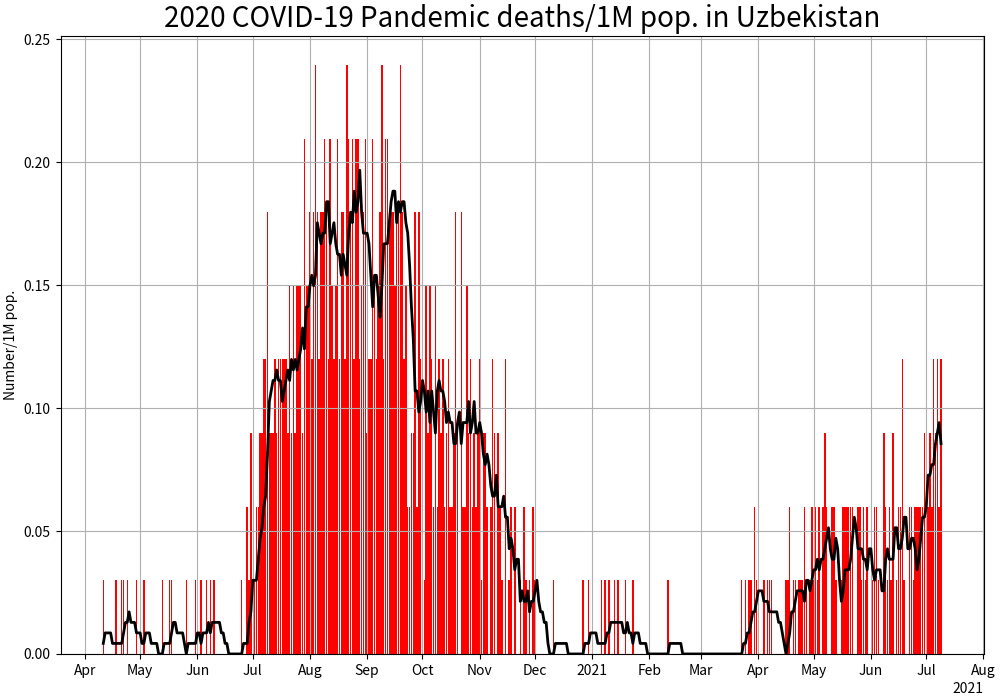 2020 COVID-19 Pandemic deaths/1M pop. in Uzbekistan
Number/1M pop.
0.25
0.20
0.15
0.10
0.05
0.00
Apr May Jun Jul Aug Sep Oct Nov Dec 2021 Feb Mar Apr May Jun Jul Aug
2021